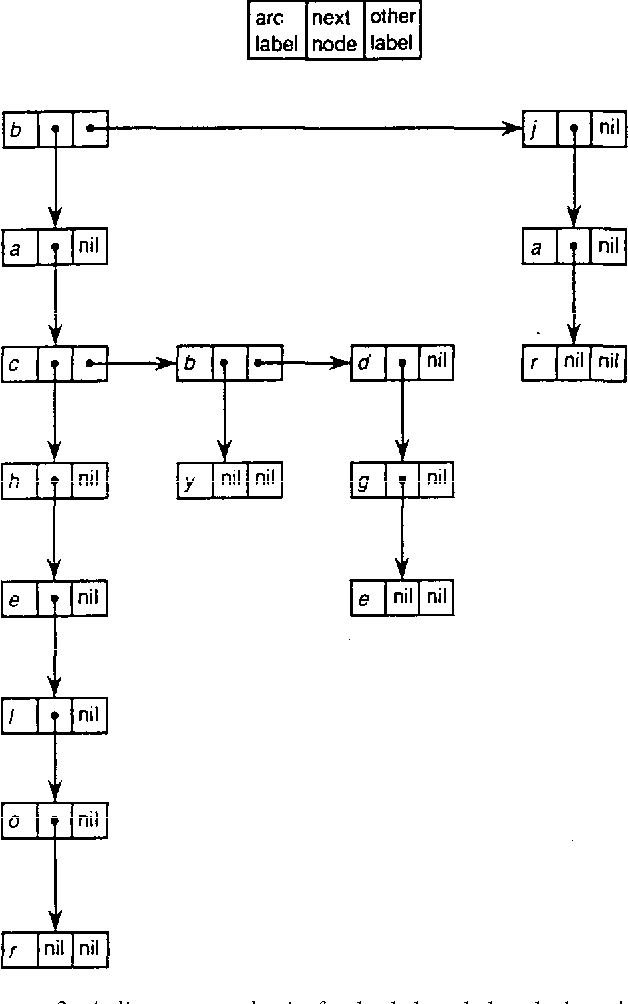 arc next other
label node label
b j nil
a nil a nil
c b d nil r nil nil
h nil y nil nil g nil
e nil e nil nil
l nil
o nil
r nil nil